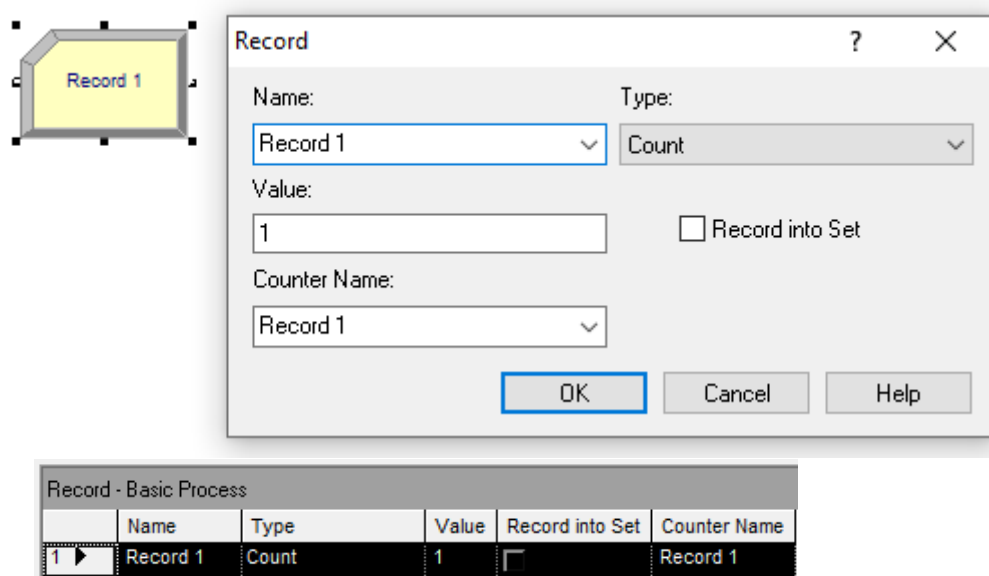 Record 1
Record ? ×
Name: Type:
Record 1 Count
Value:
1 Record into Set
Counter Name:
Record 1
OK Cancel Help
Record - Basic Process
Name Type Value Record into Set Counter Name
1 Record 1 Count 1 Record 1